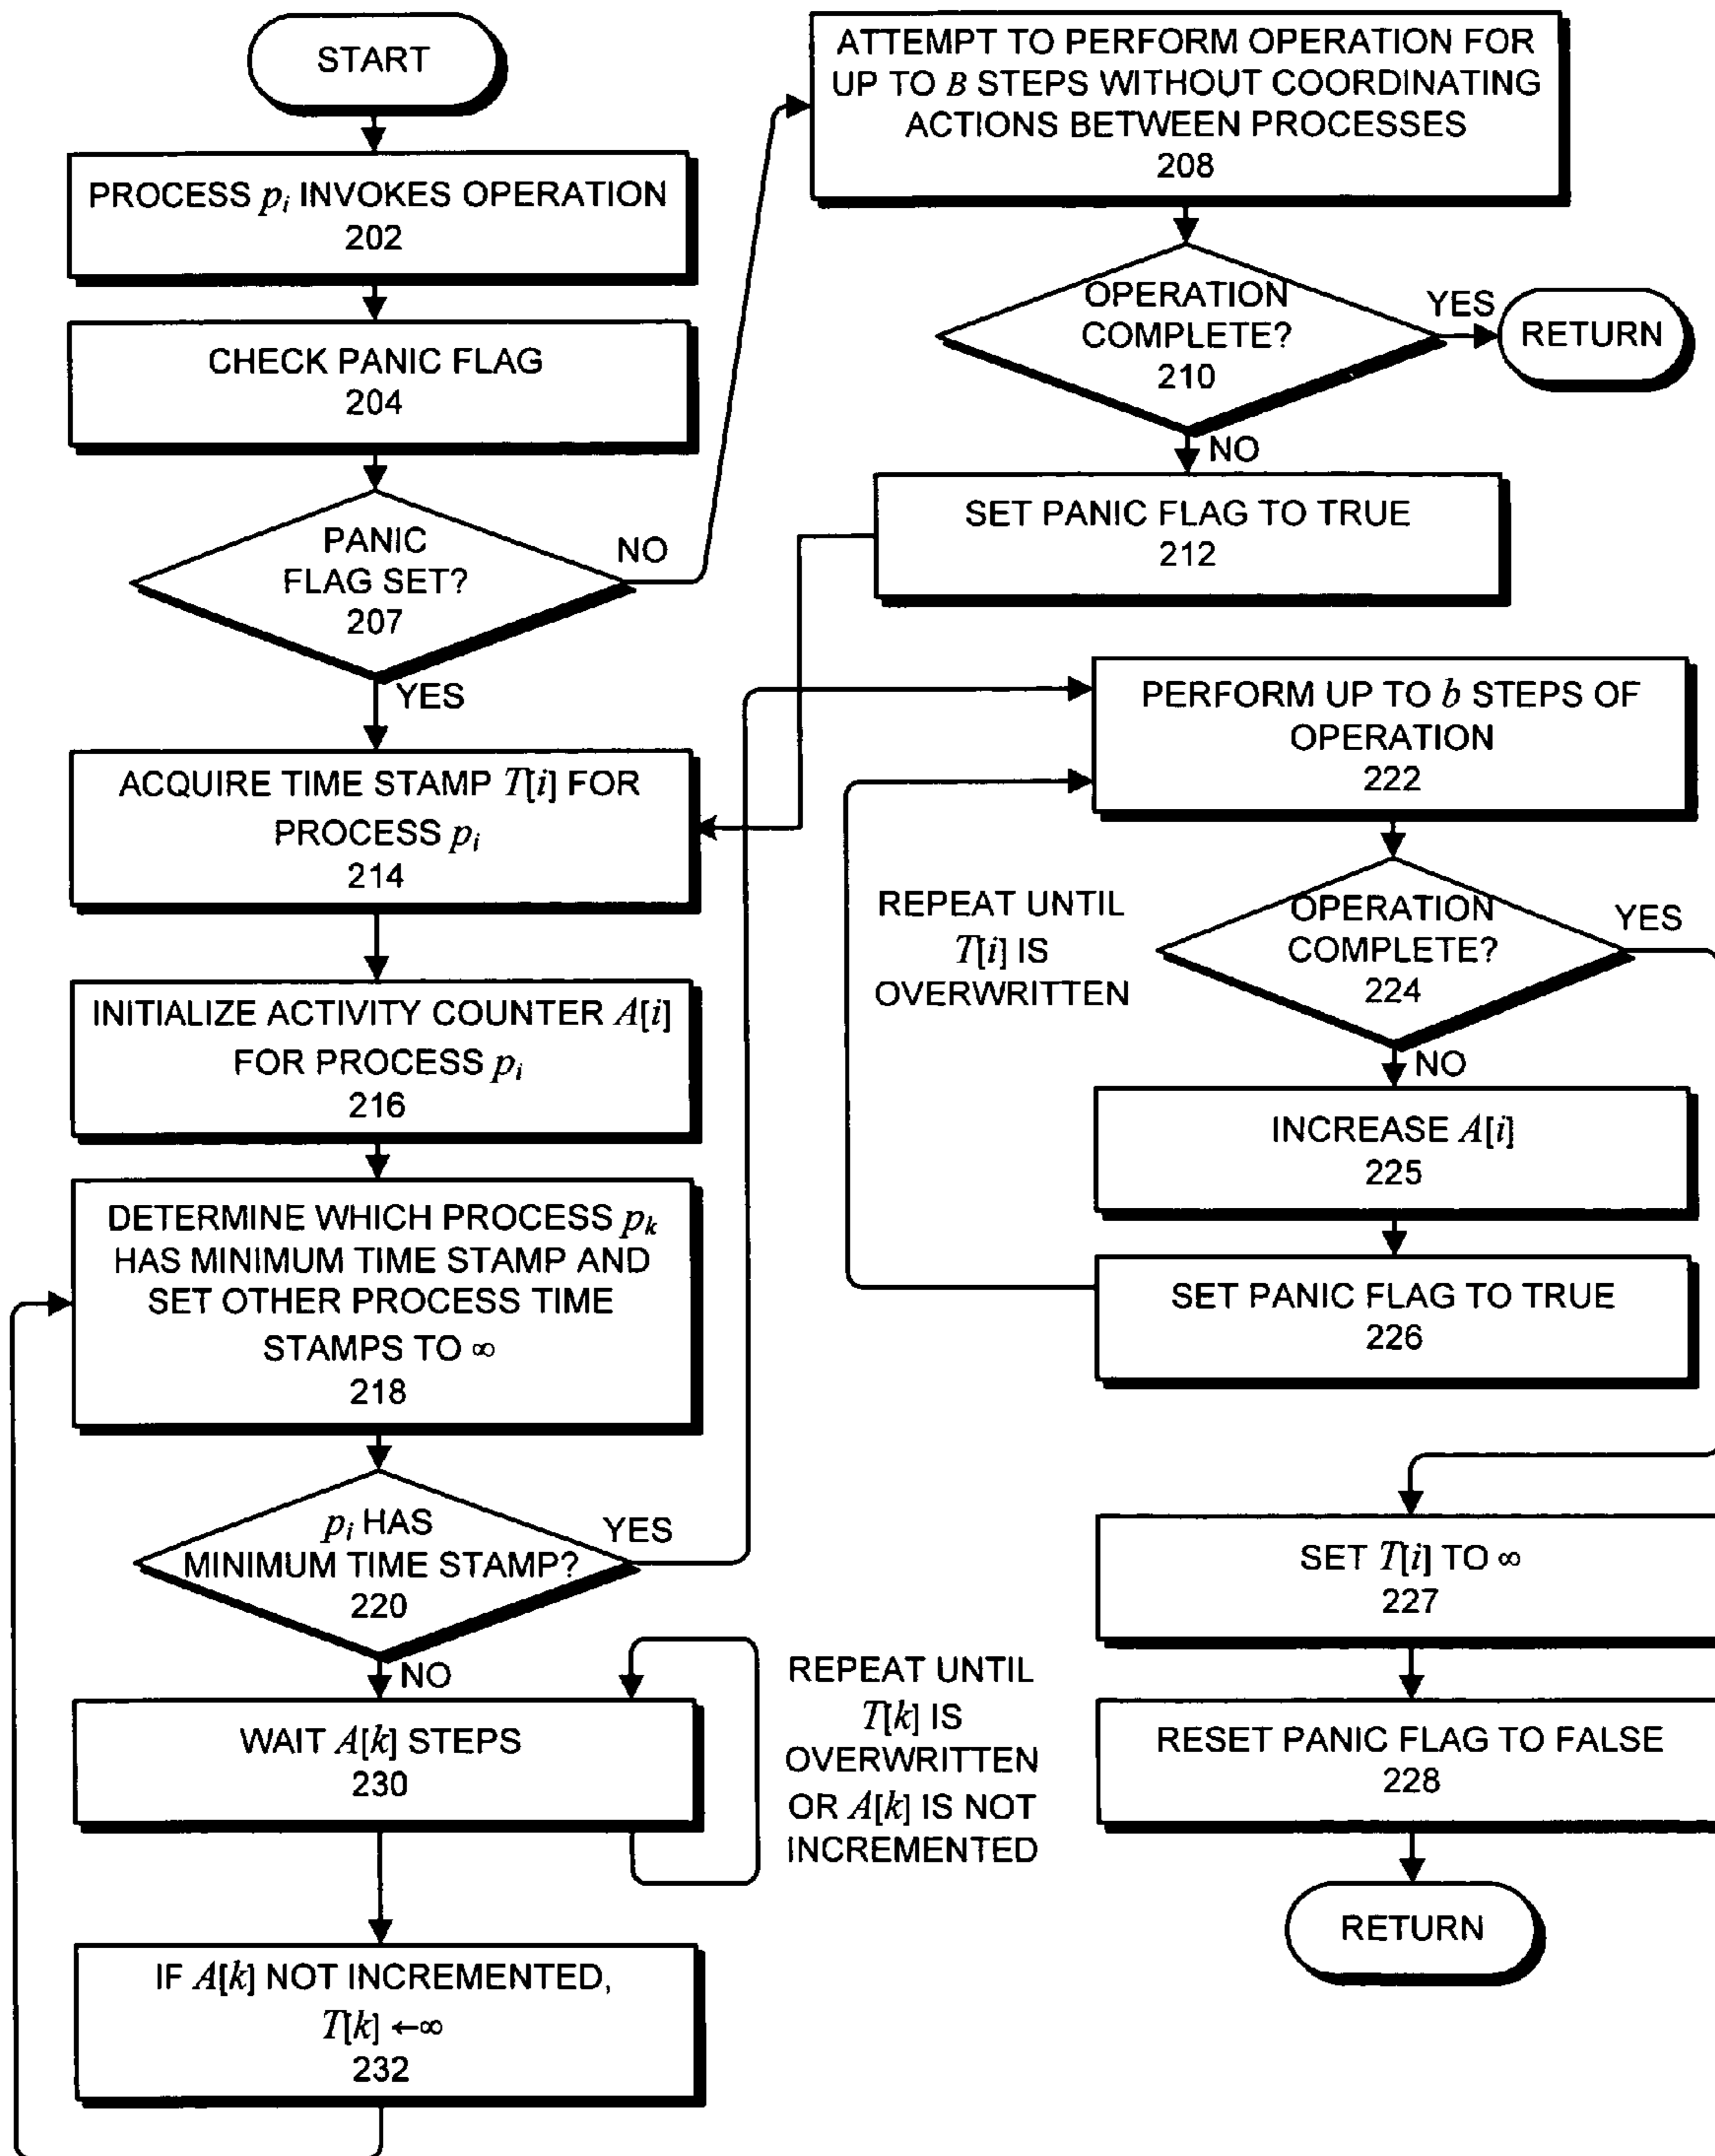 START
PROCESS p_i INVOKES OPERATION
202
CHECK PANIC FLAG
204
PANIC
FLAG SET?
207
NO
YES
ATTEMPT TO PERFORM OPERATION FOR
UP TO B STEPS WITHOUT COORDINATING
ACTIONS BETWEEN PROCESSES
208
OPERATION
COMPLETE?
210
YES
RETURN
NO
SET PANIC FLAG TO TRUE
212
ACQUIRE TIME STAMP T[i] FOR
PROCESS p_i
214
INITIALIZE ACTIVITY COUNTER A[i]
FOR PROCESS p_i
216
DETERMINE WHICH PROCESS p_k
HAS MINIMUM TIME STAMP AND
SET OTHER PROCESS TIME
STAMPS TO ∞
218
p_i HAS
MINIMUM TIME STAMP?
220
YES
NO
PERFORM UP TO b STEPS OF
OPERATION
222
REPEAT UNTIL
T[i] IS
OVERWRITTEN
OPERATION
COMPLETE?
224
YES
NO
INCREASE A[i]
225
SET PANIC FLAG TO TRUE
226
SET T[i] TO ∞
227
RESET PANIC FLAG TO FALSE
228
RETURN
WAIT A[k] STEPS
230
REPEAT UNTIL
T[k] IS
OVERWRITTEN
OR A[k] IS NOT
INCREMENTED
IF A[k] NOT INCREMENTED,
T[k] ←∞
232